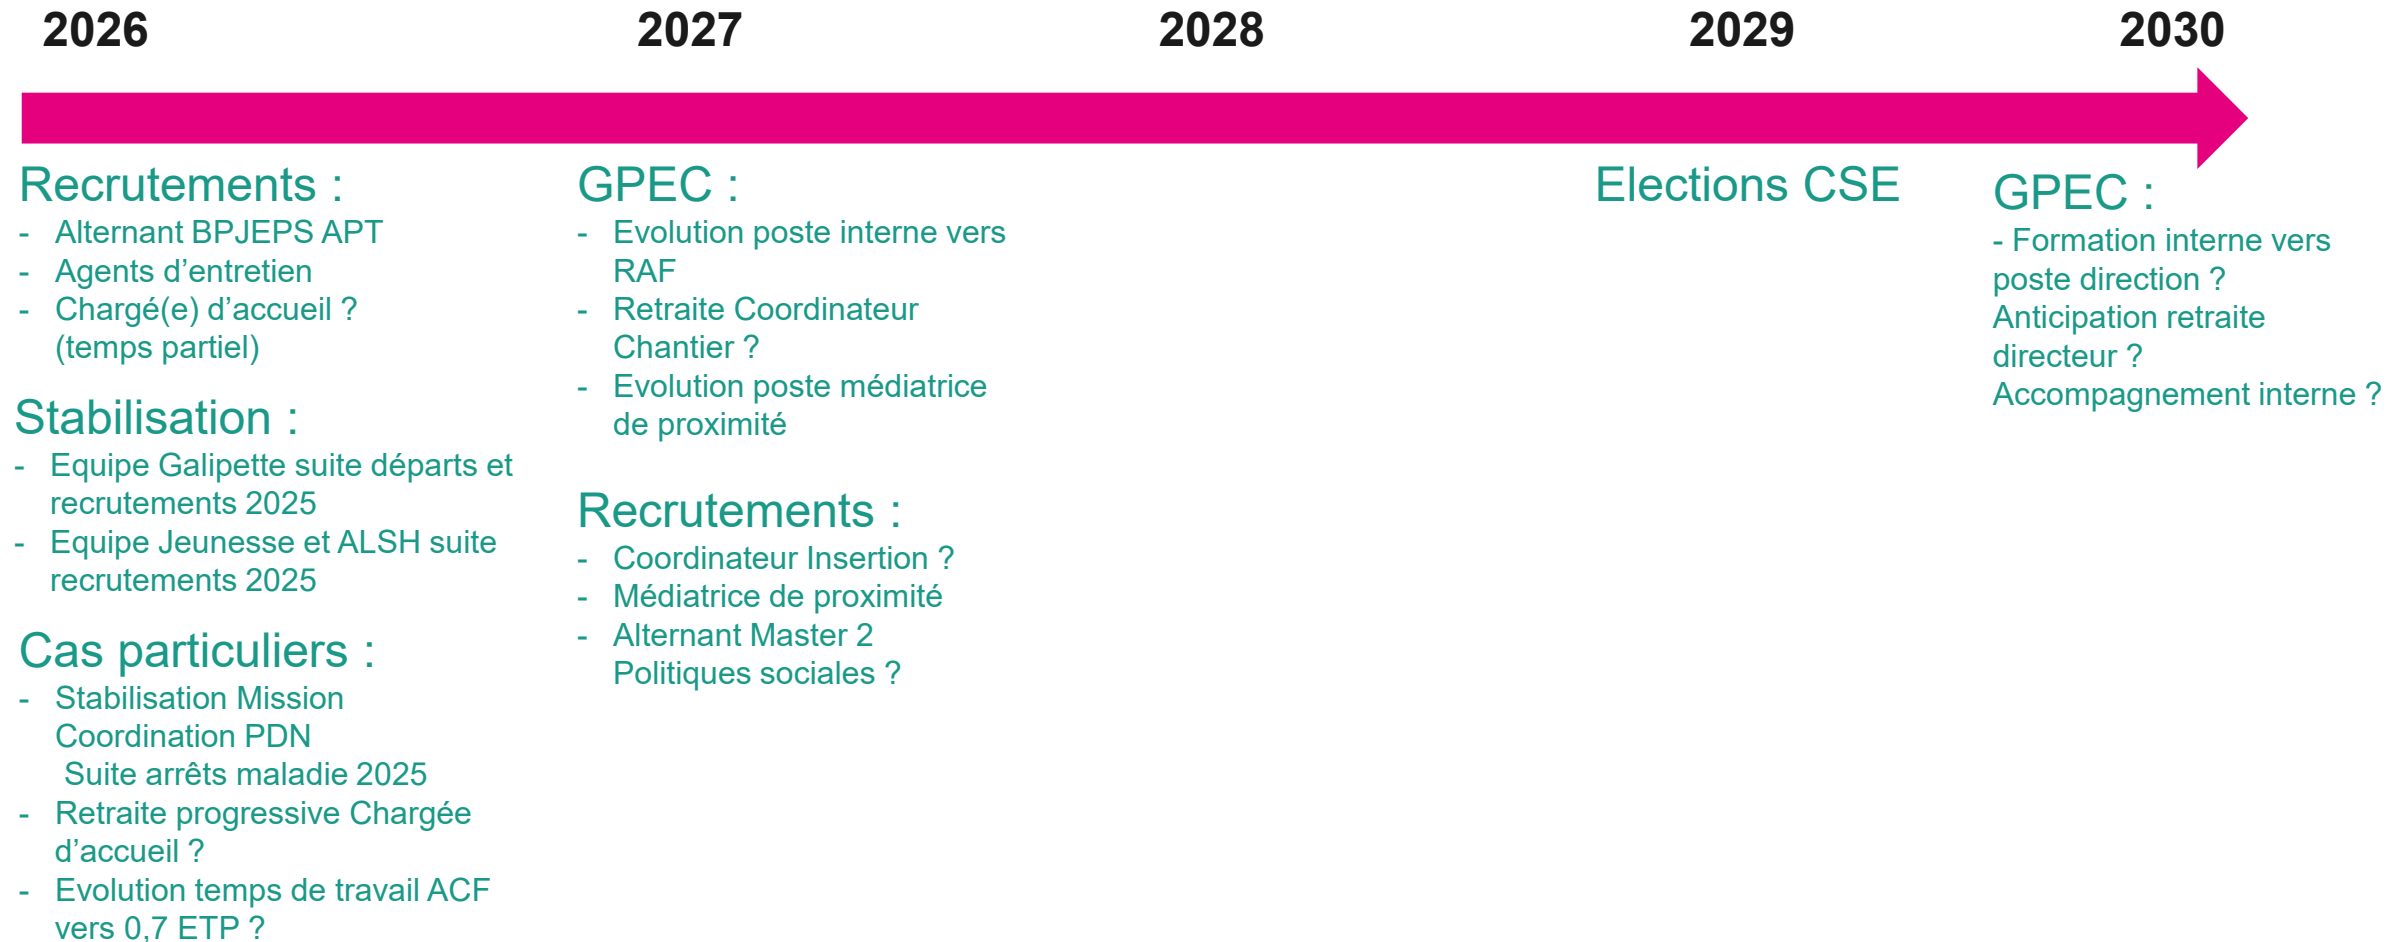 2026
2027
2028
2029
2030
Recrutements :
- Alternant BPJEPS APT
- Agents d’entretien
- Chargé(e) d’accueil ?
(temps partiel)
Stabilisation :
- Equipe Galipette suite départs et
recrutements 2025
- Equipe Jeunesse et ALSH suite
recrutements 2025
Cas particuliers :
- Stabilisation Mission
Coordination PDN
Suite arrêts maladie 2025
- Retraite progressive Chargée
d’accueil ?
- Evolution temps de travail ACF
vers 0,7 ETP ?
GPEC :
- Evolution poste interne vers
RAF
- Retraite Coordinateur
Chantier ?
- Evolution poste médiatrice
de proximité
Recrutements :
- Coordinateur Insertion ?
- Médiatrice de proximité
- Alternant Master 2
Politiques sociales ?
Elections CSE
GPEC :
- Formation interne vers
poste direction ?
Anticipation retraite
directeur ?
Accompagnement interne ?